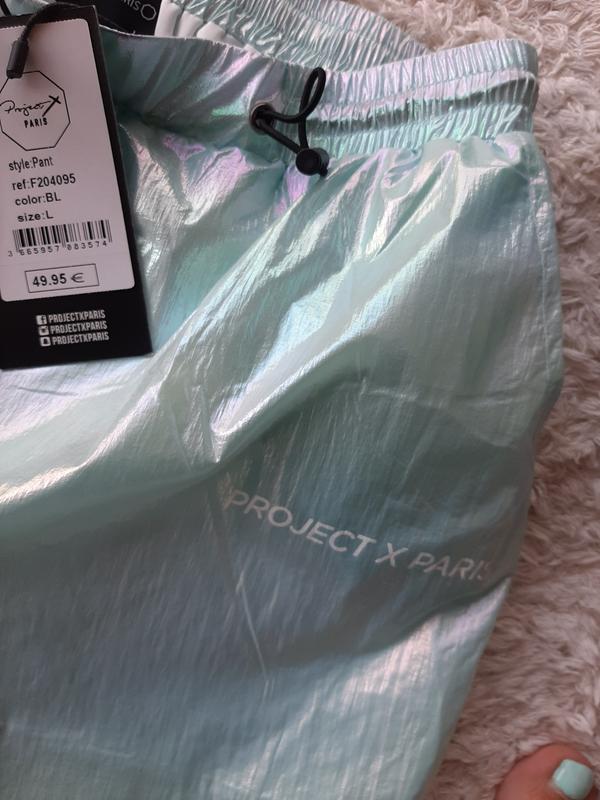 RISO
Project X
PARIS
style:Pant
ref:F204095
color:BL
size:L
3 665957 883574
49.95 €
PROJECTXPARIS
PROJECTXPARIS
PROJECTXPARIS
PROJECT X PARIS